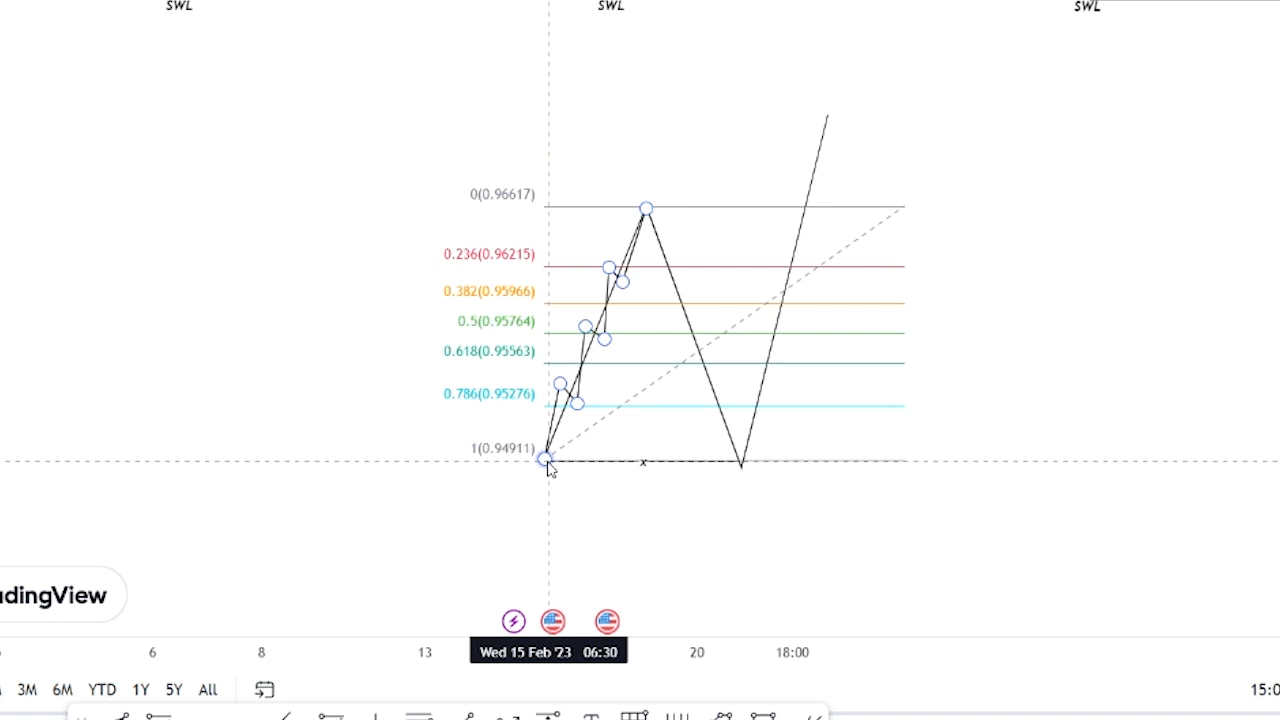 SWL SWL SWL
0(0.96617)
0.236(0.96215)
0.382(0.95966)
0.5(0.95764)
0.618(0.95563)
0.786(0.95276)
1(0.94911)
x
adingView
6 8 13 Wed 15 Feb '23 06:30 20 18:00
3M 6M YTD 1Y 5Y All 15:0